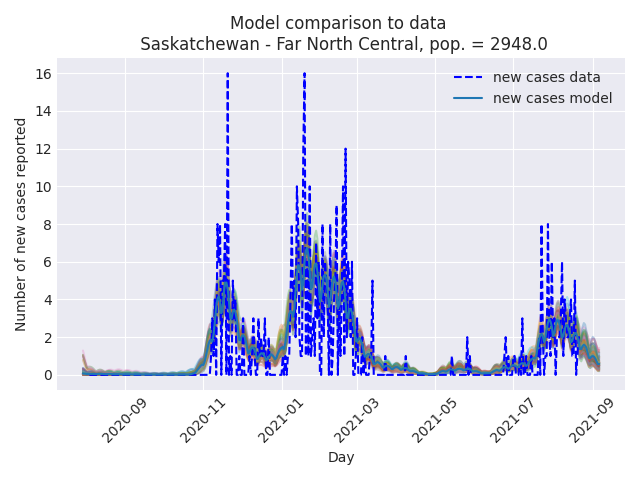 Model comparison to data
Saskatchewan - Far North Central, pop. = 2948.0
new cases data
new cases model
Number of new cases reported
16
14
12
10
8
6
4
2
0
2020-09
2020-11
2021-01
2021-03
2021-05
2021-07
2021-09
Day